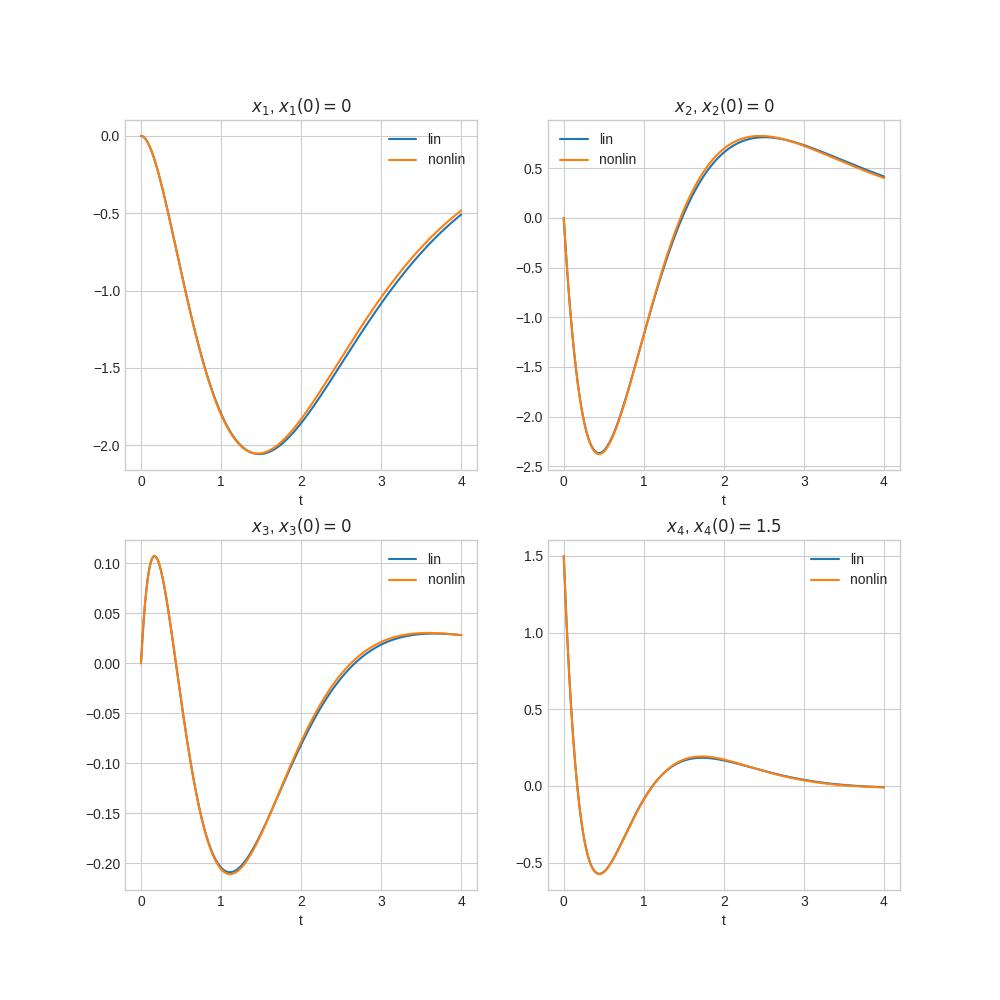 x₁, x₁(0) = 0
lin
nonlin
0.0
−0.5
−1.0
−1.5
−2.0
0 1 2 3 4
t
x₂, x₂(0) = 0
lin
nonlin
0.5
0.0
−0.5
−1.0
−1.5
−2.0
−2.5
0 1 2 3 4
t
x₃, x₃(0) = 0
lin
nonlin
0.10
0.05
0.00
−0.05
−0.10
−0.15
−0.20
0 1 2 3 4
t
x₄, x₄(0) = 1.5
lin
nonlin
1.5
1.0
0.5
0.0
−0.5
0 1 2 3 4
t